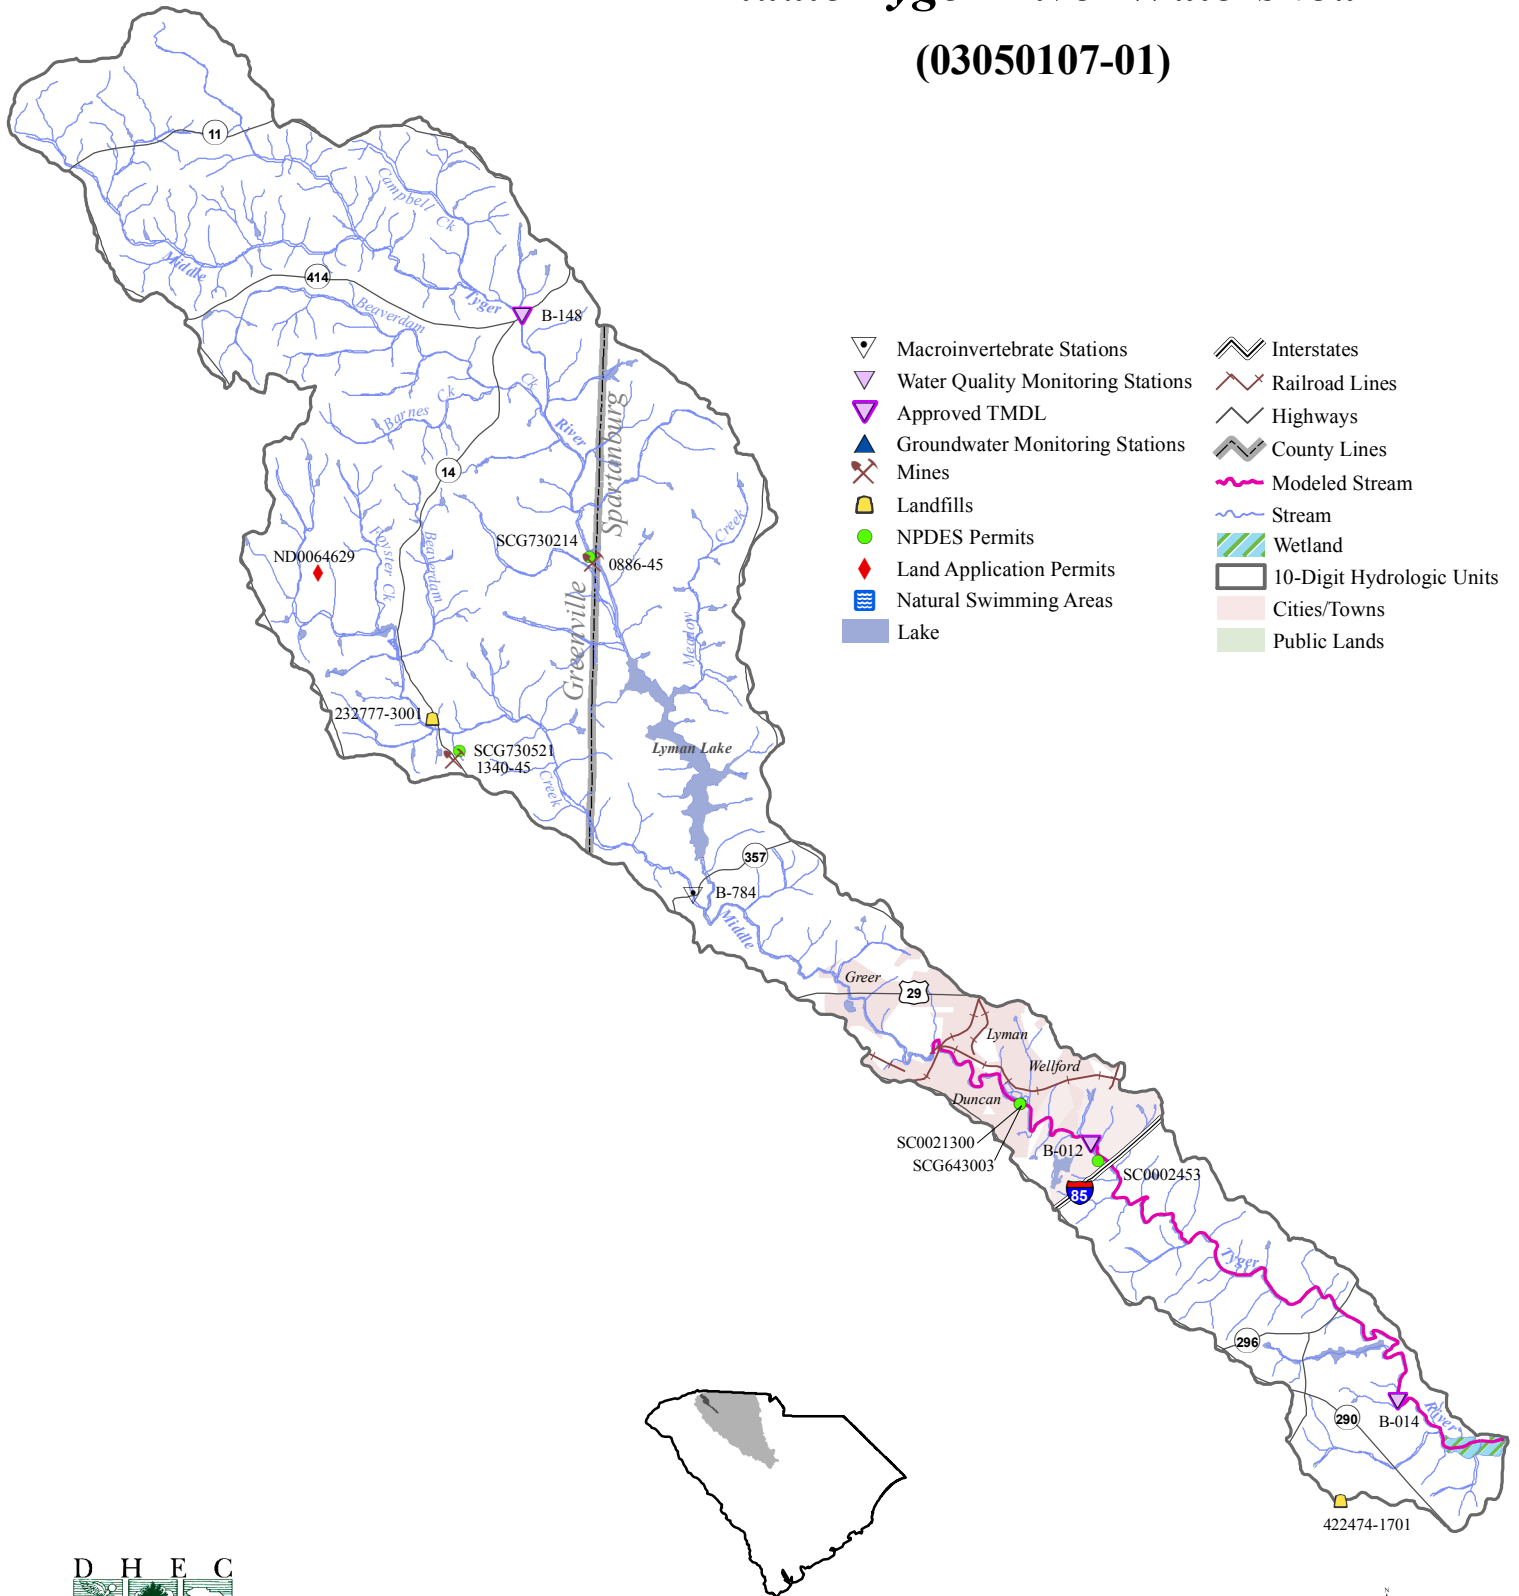 (03050107-01)
11
Campbell Ck
Middle
414
Tyger
B-148
Beaverdam
Ck
Barnes Ck
River
Spartanburg
14
Creek
SCG730214
0886-45
ND0064629
Foyster Ck
Beaverdam
Greenville
Meadow
232777-3001
SCG730521
1340-45
Creek
Lyman Lake
357
B-784
Middle
Greer
29
Lyman
Wellford
Duncan
SC0021300
SCG643003
B-012
SC0002453
85
Tyger
296
290
B-014
River
422474-1701
Macroinvertebrate Stations
Water Quality Monitoring Stations
Approved TMDL
Groundwater Monitoring Stations
Mines
Landfills
NPDES Permits
Land Application Permits
Natural Swimming Areas
Lake
Interstates
Railroad Lines
Highways
County Lines
Modeled Stream
Stream
Wetland
10-Digit Hydrologic Units
Cities/Towns
Public Lands
D H E C
N